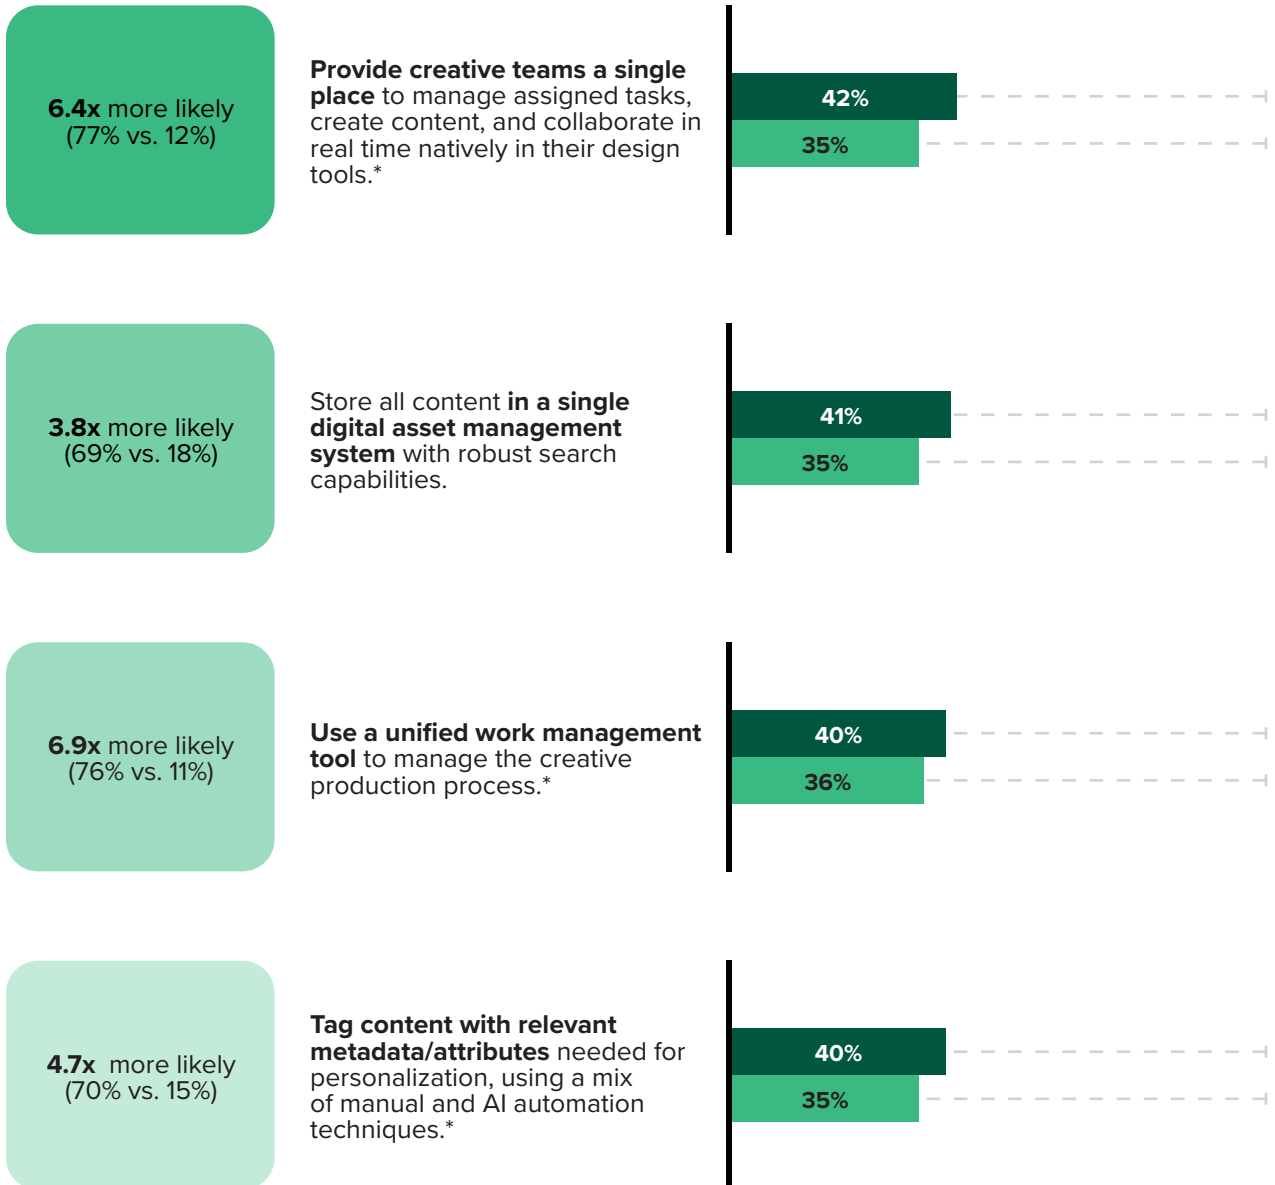 6.4x more likely
(77% vs. 12%)
Provide creative teams a single
place to manage assigned tasks,
create content, and collaborate in
real time natively in their design
tools.*
42%
35%
3.8x more likely
(69% vs. 18%)
Store all content in a single
digital asset management
system with robust search
capabilities.
41%
35%
6.9x more likely
(76% vs. 11%)
Use a unified work management
tool to manage the creative
production process.*
40%
36%
4.7x  more likely
(70% vs. 15%)
Tag content with relevant
metadata/attributes needed for
personalization, using a mix
of manual and AI automation
techniques.*
40%
35%